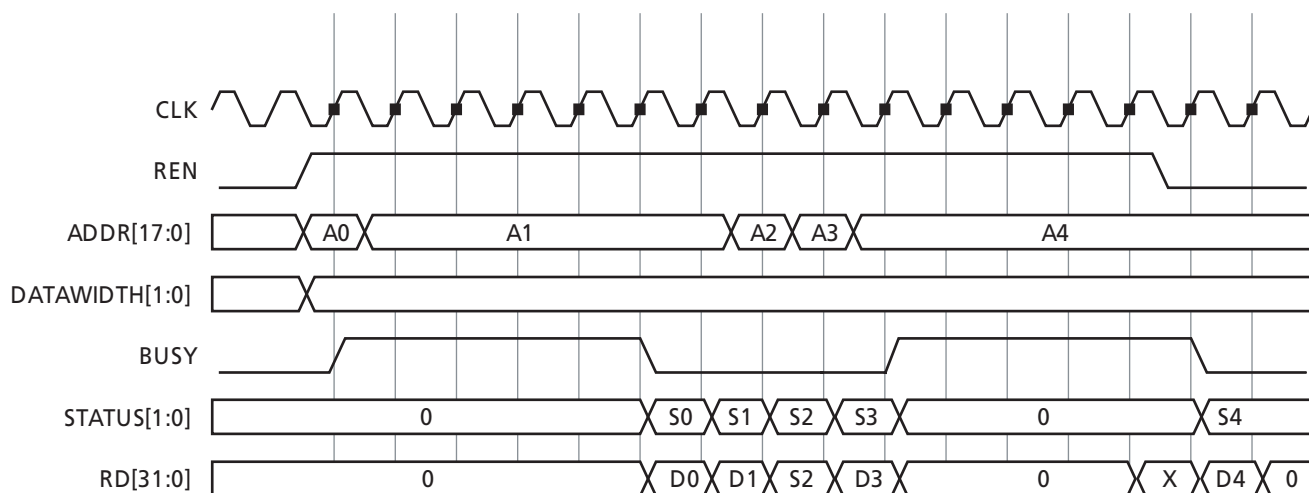 CLK
REN
ADDR[17:0] A0 A1 A2 A3 A4
DATAWIDTH[1:0]
BUSY
STATUS[1:0] 0 S0 S1 S2 S3 0 S4
RD[31:0] 0 D0 D1 S2 D3 0 X D4 0